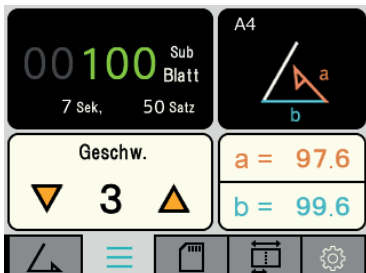 00100 Sub Blatt
7 Sek, 50 Satz
A4
a
b
Geschw.
3
a = 97.6
b = 99.6